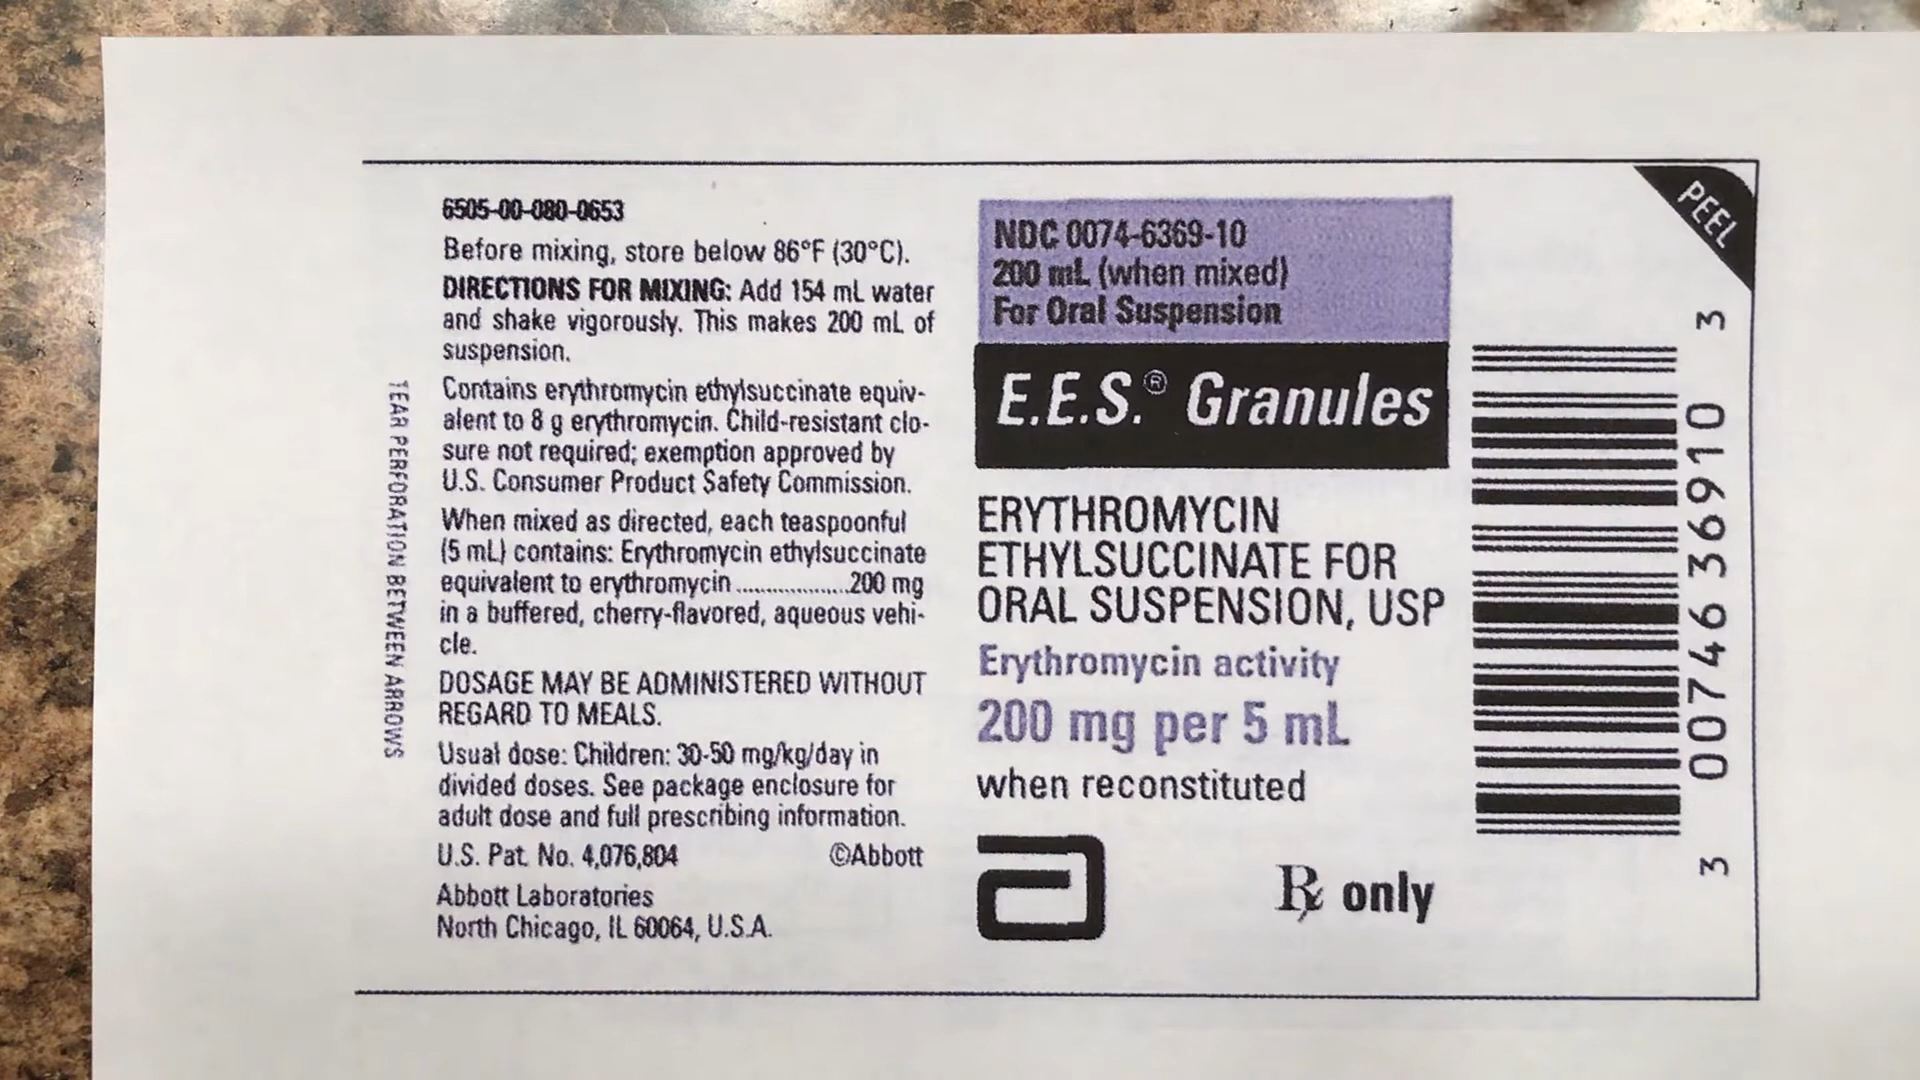 6505-00-080-0653
Before mixing, store below 86°F (30°C).
DIRECTIONS FOR MIXING: Add 154 mL water
and shake vigorously. This makes 200 mL of
suspension.
Contains erythromycin ethylsuccinate equiv-
alent to 8 g erythromycin. Child-resistant clo-
sure not required; exemption approved by
U.S. Consumer Product Safety Commission.
When mixed as directed, each teaspoonful
(5 mL) contains: Erythromycin ethylsuccinate
equivalent to erythromycin ...................200 mg
in a buffered, cherry-flavored, aqueous vehi-
cle.
DOSAGE MAY BE ADMINISTERED WITHOUT
REGARD TO MEALS.
Usual dose: Children: 30-50 mg/kg/day in
divided doses. See package enclosure for
adult dose and full prescribing information.
U.S. Pat. No. 4,076,804 ©Abbott
Abbott Laboratories
North Chicago, IL 60064, U.S.A.
TEAR PERFORATION BETWEEN ARROWS
NDC 0074-6369-10
200 mL (when mixed)
For Oral Suspension
E.E.S.® Granules
ERYTHROMYCIN
ETHYLSUCCINATE FOR
ORAL SUSPENSION, USP
Erythromycin activity
200 mg per 5 mL
when reconstituted
a
℞ only
PEEL
3 0074636910 3